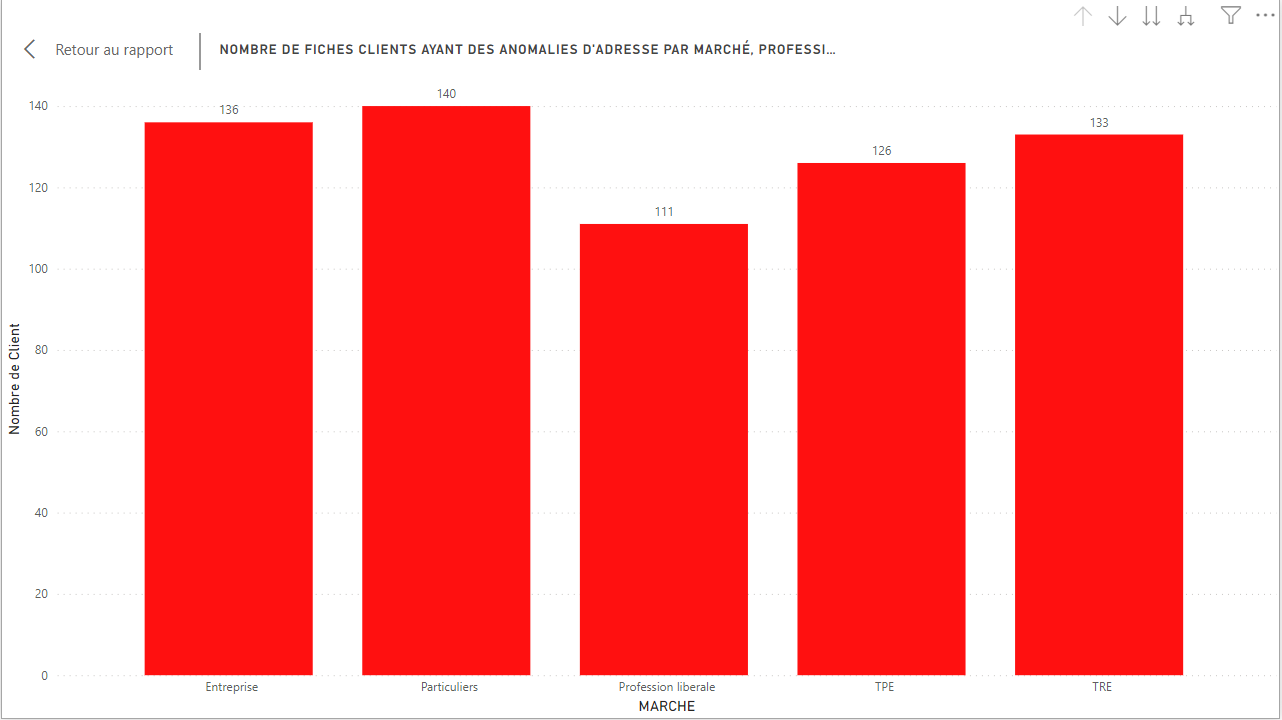 Retour au rapport
NOMBRE DE FICHES CLIENTS AYANT DES ANOMALIES D'ADRESSE PAR MARCHÉ, PROFESSI...
Nombre de Client
140
120
100
80
60
40
20
0
136
140
111
126
133
Entreprise
Particuliers
Profession liberale
TPE
TRE
MARCHE